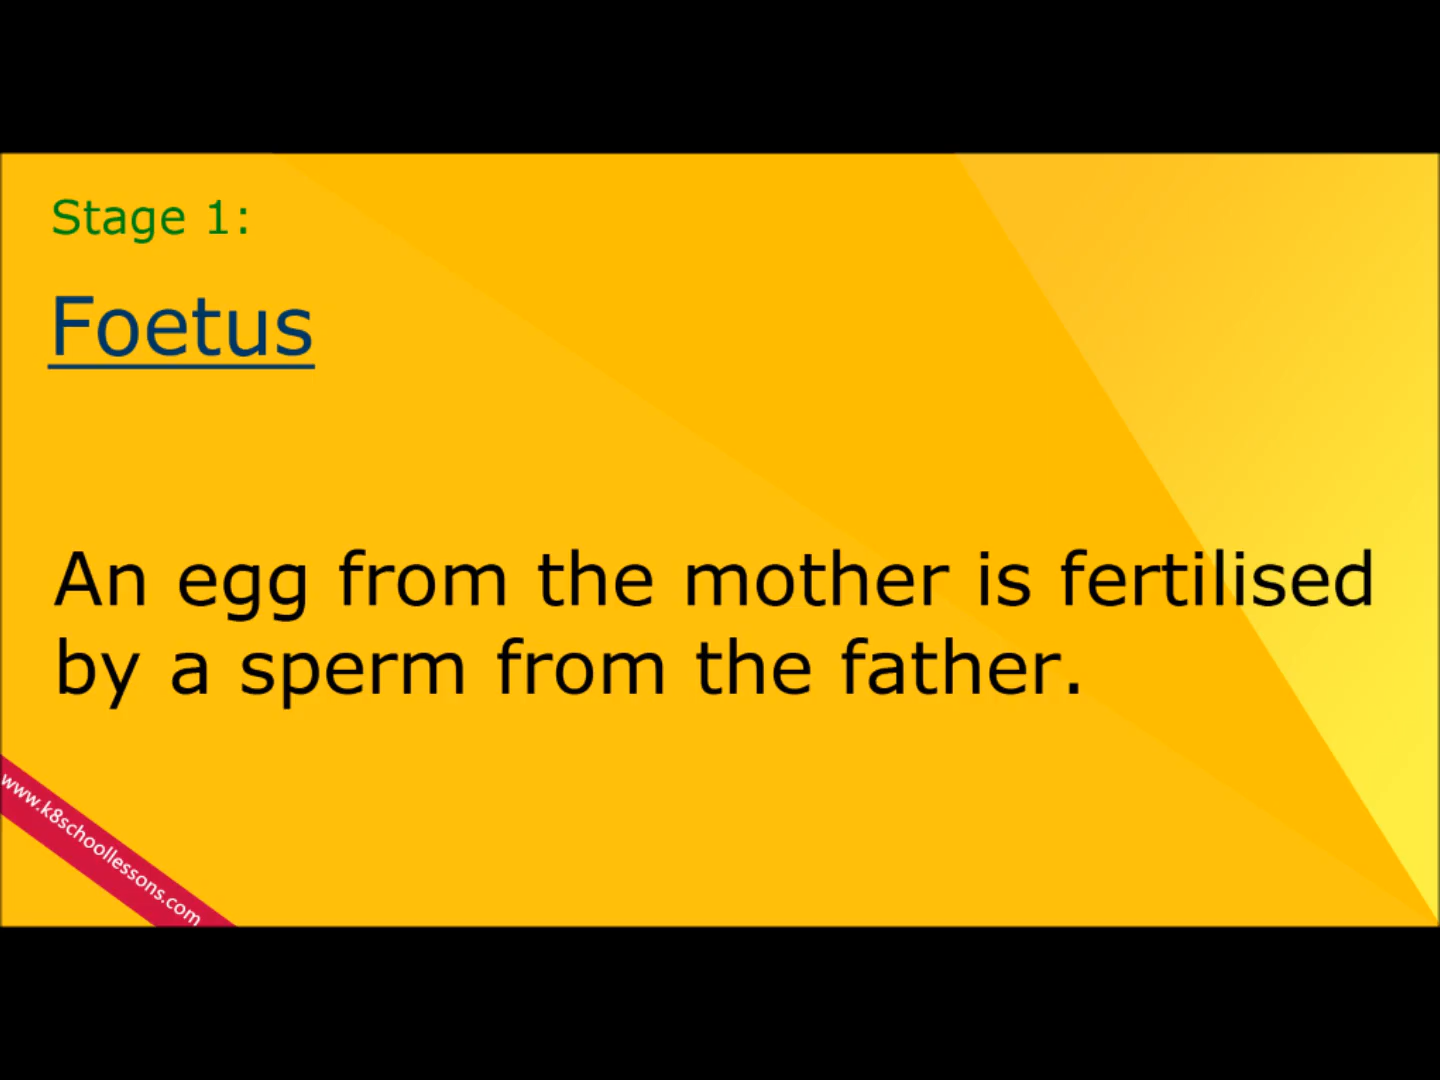 Stage 1:
Foetus
An egg from the mother is fertilised
by a sperm from the father.
www.k8schoollessons.com